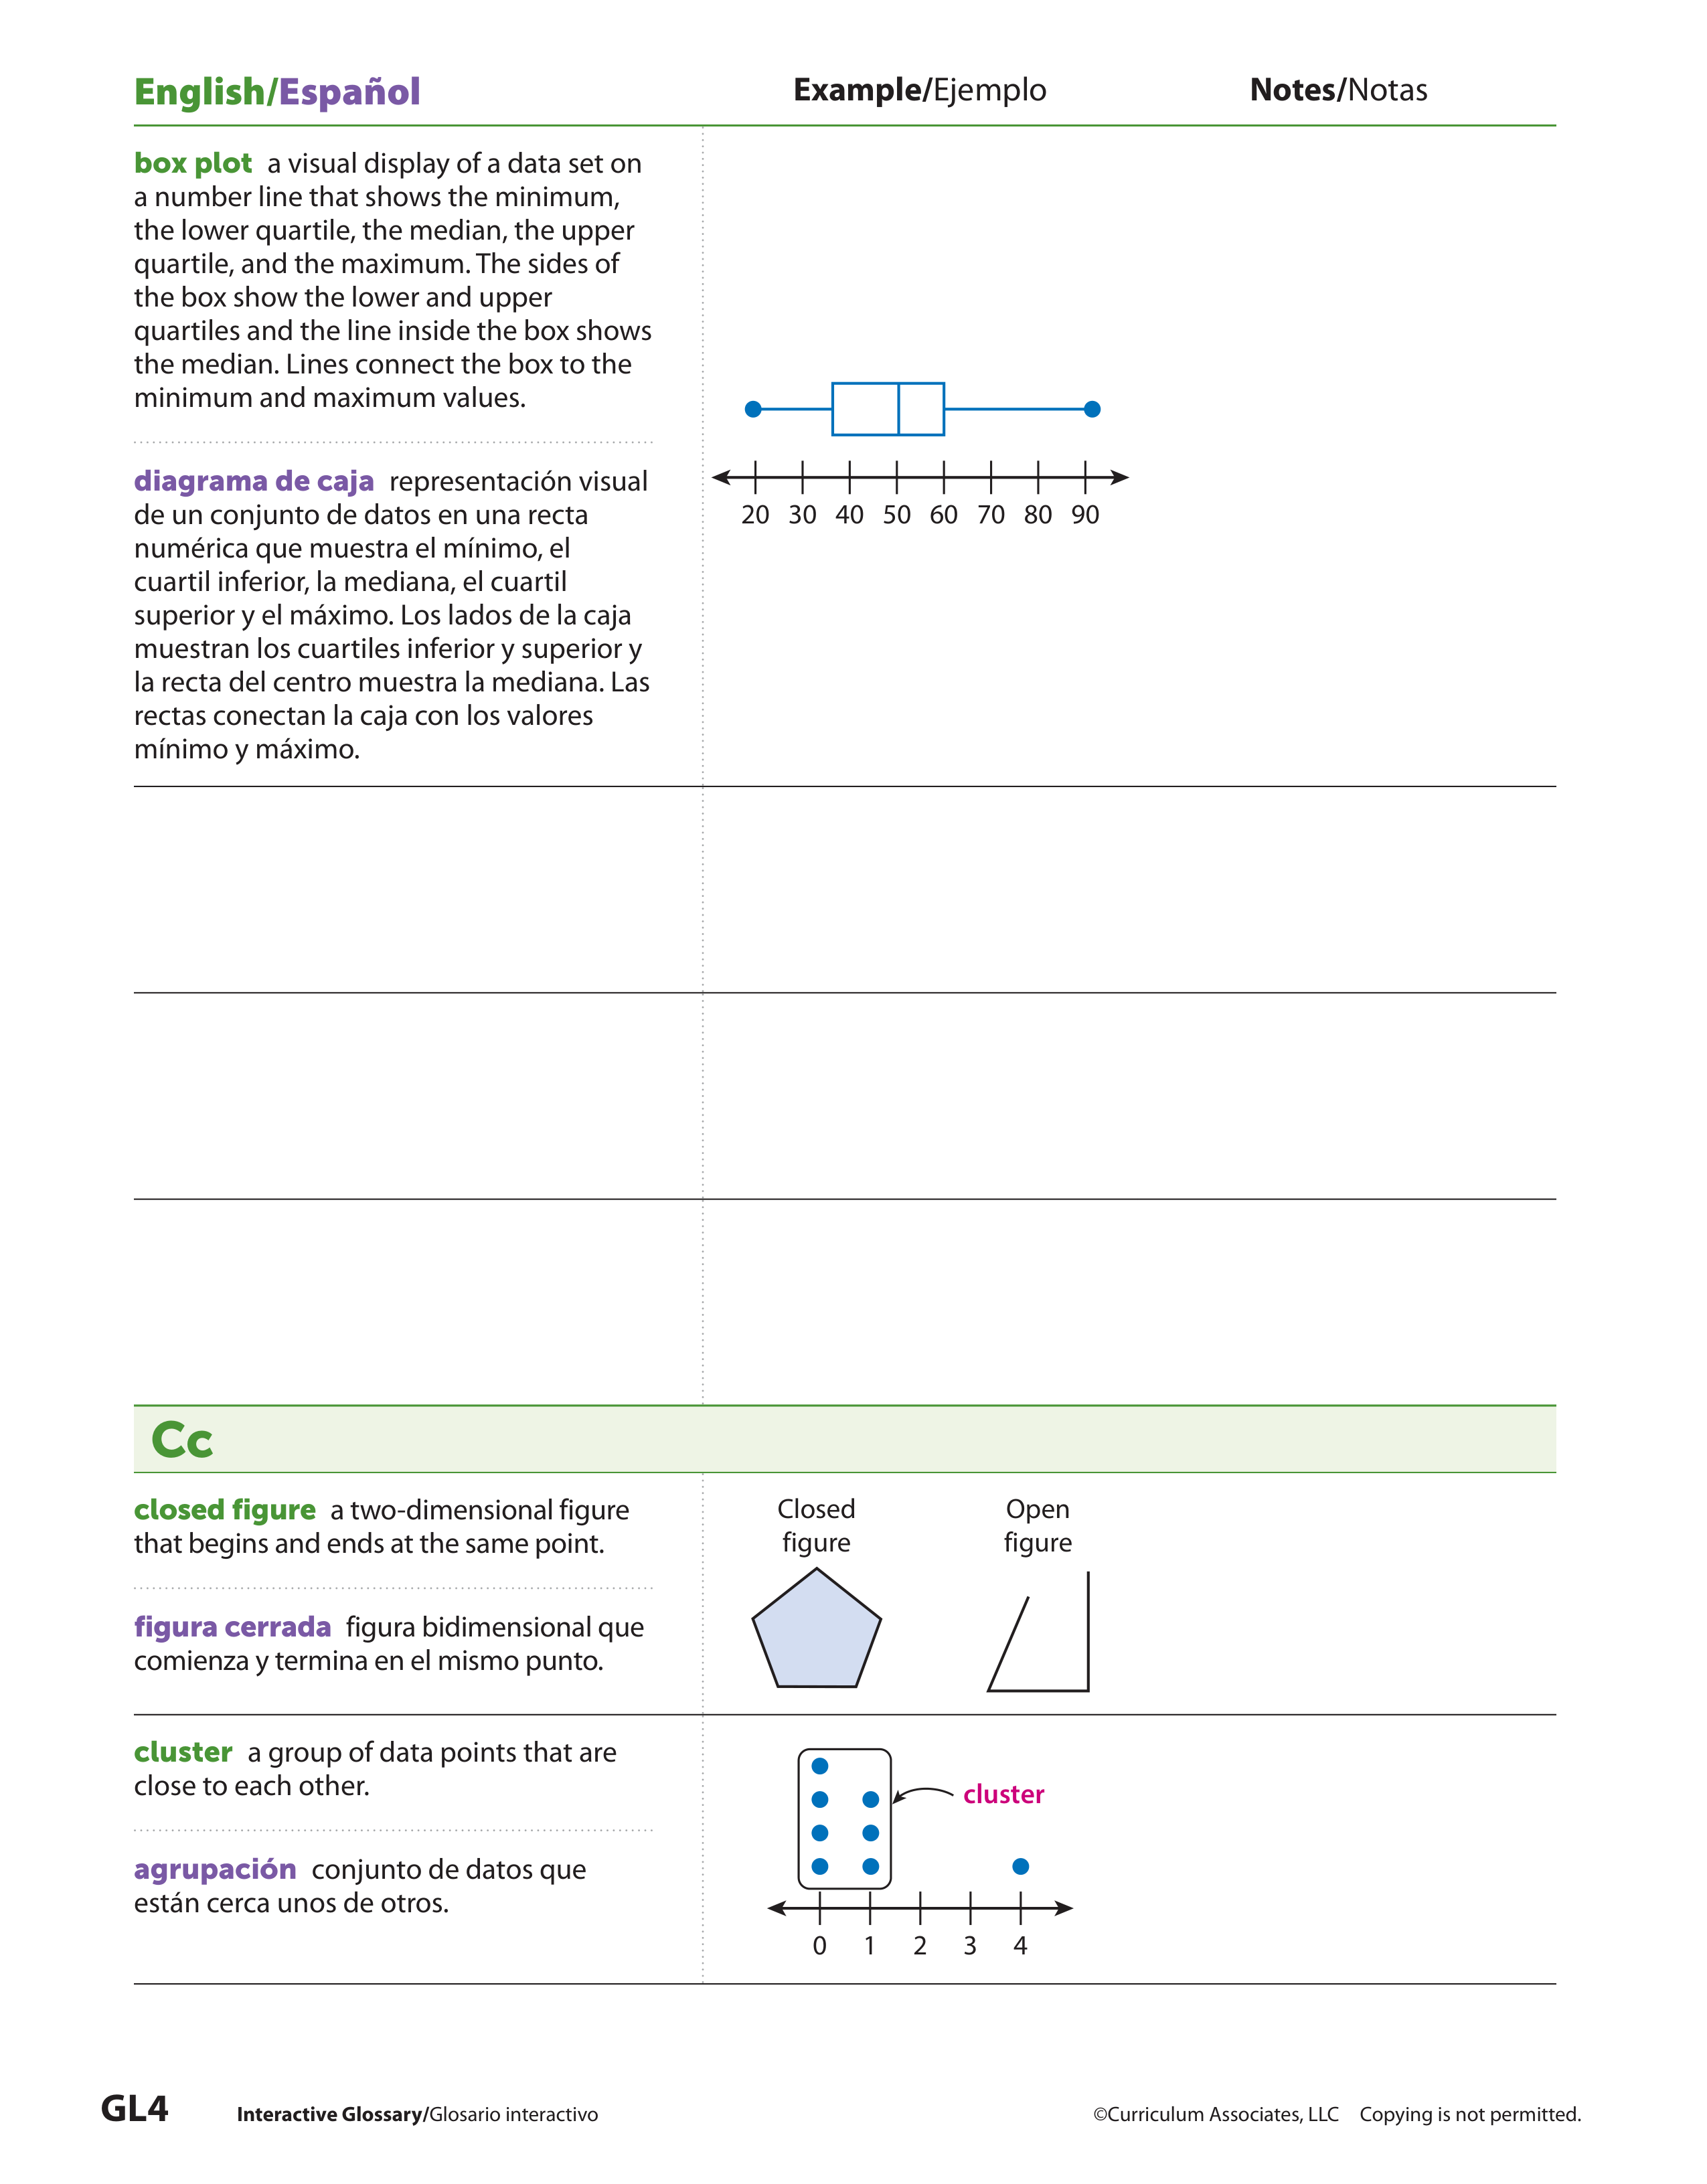 English/Español
Example/Ejemplo
Notes/Notas
box plot a visual display of a data set on
a number line that shows the minimum,
the lower quartile, the median, the upper
quartile, and the maximum. The sides of
the box show the lower and upper
quartiles and the line inside the box shows
the median. Lines connect the box to the
minimum and maximum values.
diagrama de caja representación visual
de un conjunto de datos en una recta
numérica que muestra el mínimo, el
cuartil inferior, la mediana, el cuartil
superior y el máximo. Los lados de la caja
muestran los cuartiles inferior y superior y
la recta del centro muestra la mediana. Las
rectas conectan la caja con los valores
mínimo y máximo.
20 30 40 50 60 70 80 90
Cc
closed figure a two-dimensional figure
that begins and ends at the same point.
figura cerrada figura bidimensional que
comienza y termina en el mismo punto.
Closed
figure
Open
figure
cluster a group of data points that are
close to each other.
agrupación conjunto de datos que
están cerca unos de otros.
cluster
0 1 2 3 4
GL4
Interactive Glossary/Glosario interactivo
©Curriculum Associates, LLC Copying is not permitted.